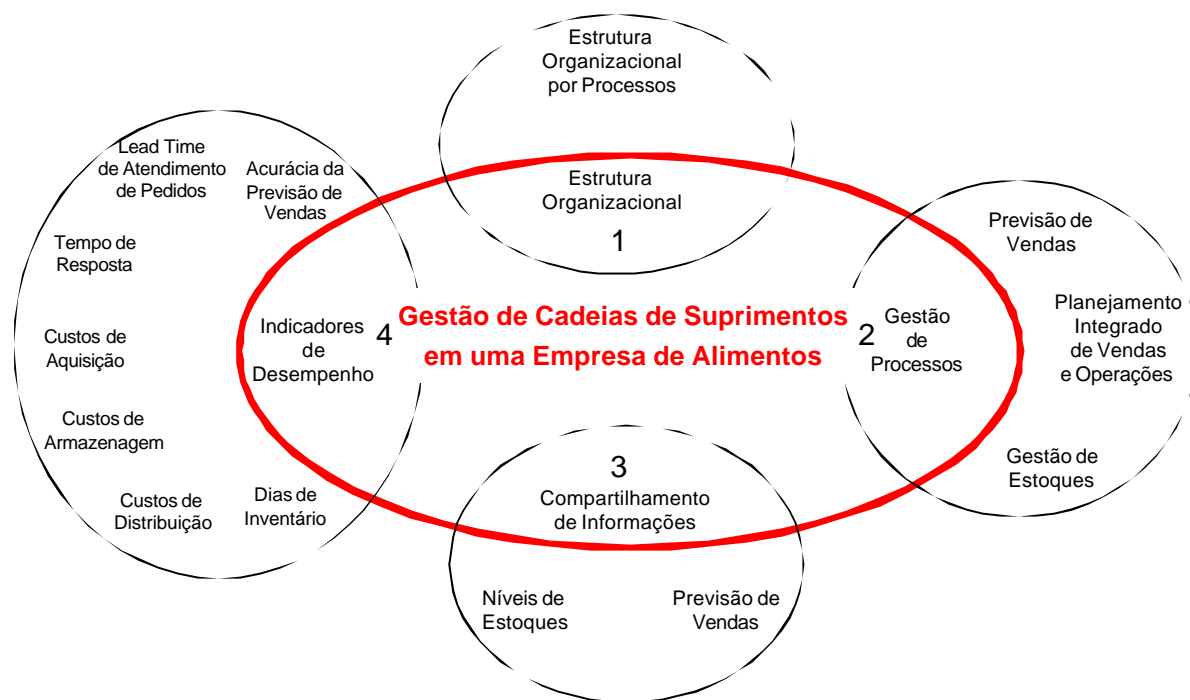 Estrutura
Organizacional
por Processos
Estrutura
Organizacional
1
Lead Time
de Atendimento
de Pedidos
Acurácia da
Previsão de
Vendas
Tempo de
Resposta
Custos de
Aquisição
Custos de
Armazenagem
Custos de
Distribuição
Dias de
Inventário
Indicadores
de
Desempenho
4
Gestão de Cadeias de Suprimentos
em uma Empresa de Alimentos
2
Gestão
de
Processos
Previsão de
Vendas
Planejamento
Integrado
de Vendas
e Operações
Gestão de
Estoques
3
Compartilhamento
de Informações
Níveis de
Estoques
Previsão de
Vendas